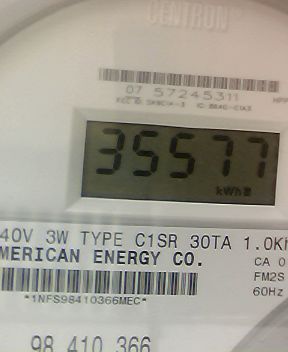 CENTRON
07 57245311
35577
kWh
40V 3W TYPE C1SR 30TA 1.0Kh
MERICAN ENERGY CO.
CA 0
FM2S
60Hz
*1NFS98410366MEC*
98 410 366